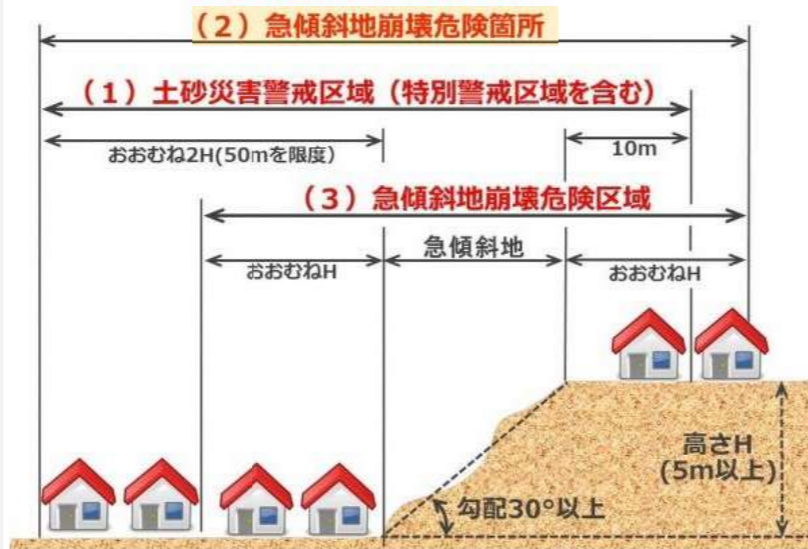 （２）急傾斜地崩壊危険箇所
（１）土砂災害警戒区域（特別警戒区域を含む）
おおむね2H(50mを限度）
10m
（３）急傾斜地崩壊危険区域
おおむねH
急傾斜地
おおむねH
高さH
(5m以上)
勾配30°以上